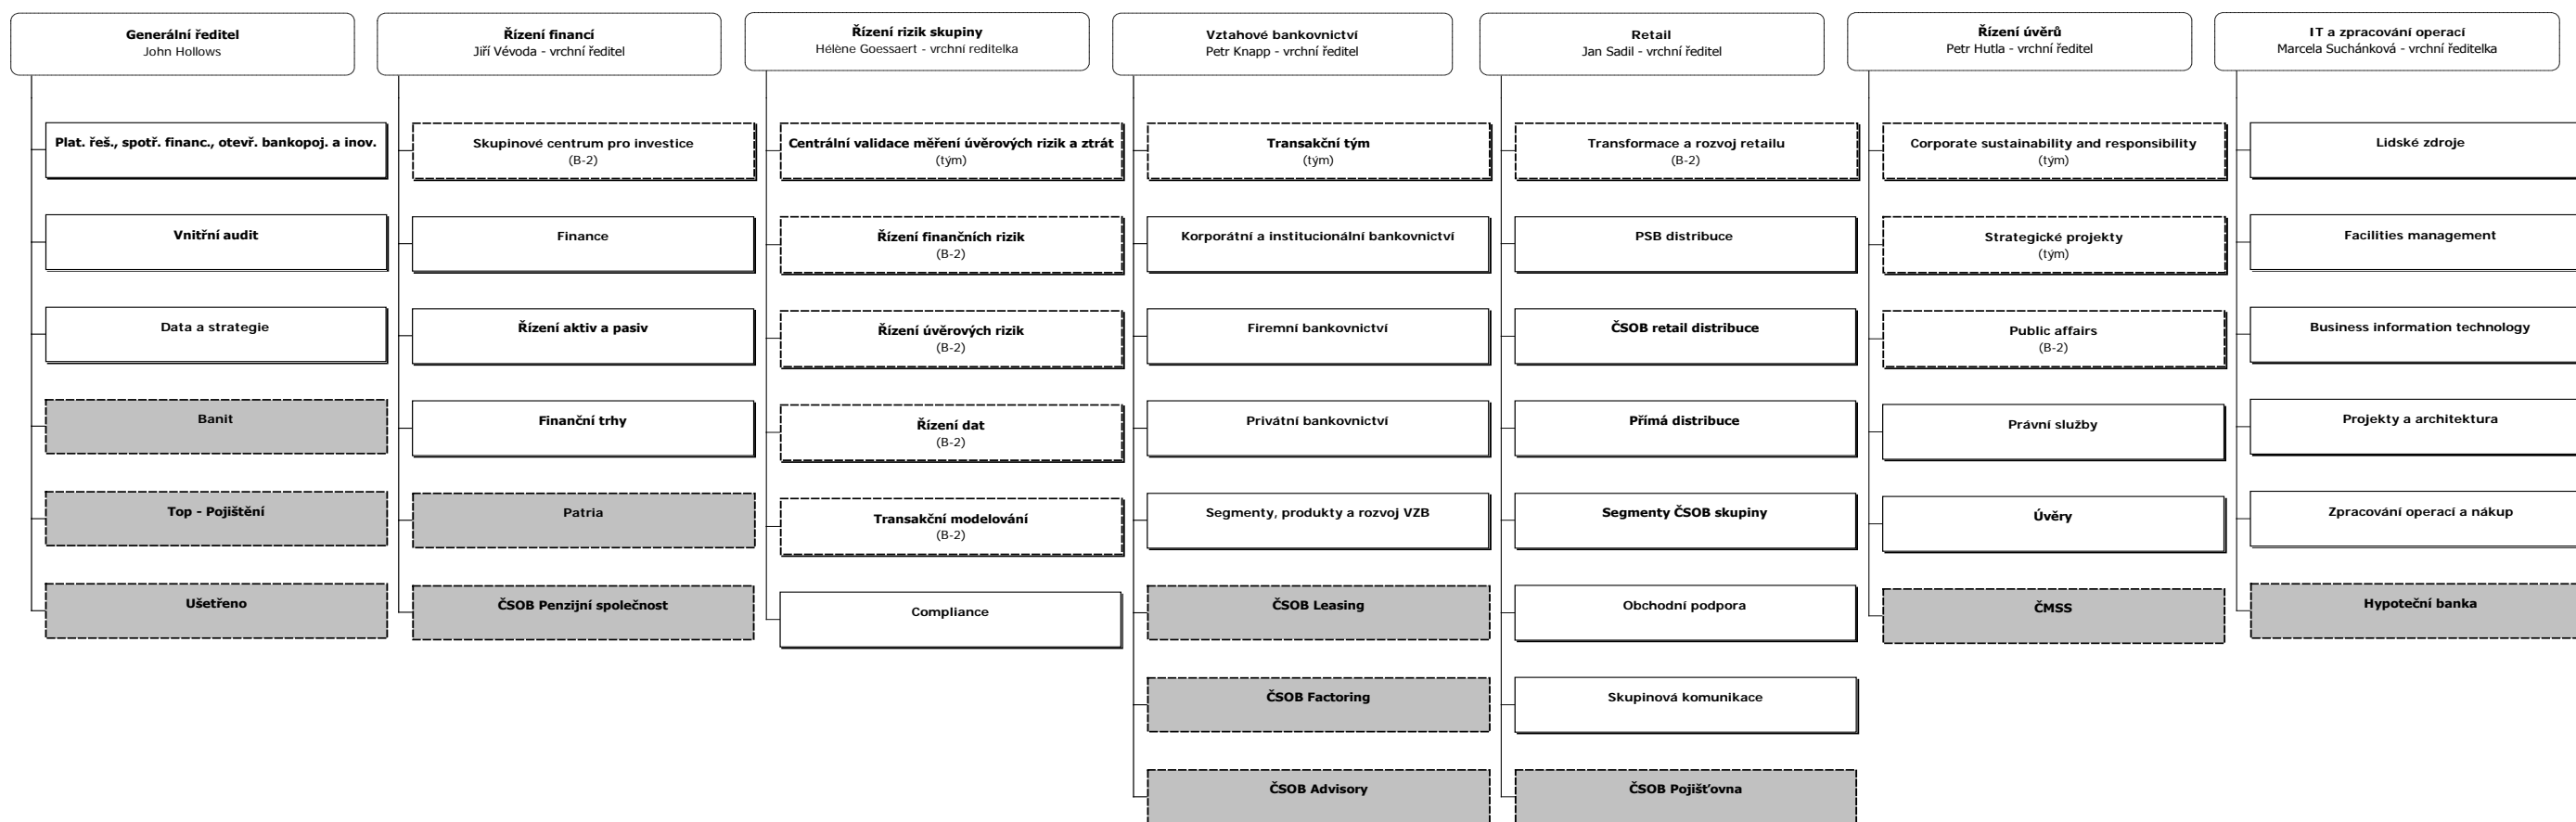 Generální ředitel
John Hollows
Plat. řeš., spotř. financ., otevř. bankopoj. a inov.
Vnitřní audit
Data a strategie
Banit
Top - Pojištění
Ušetřeno
Řízení financí
Jiří Vévoda - vrchní ředitel
Skupinové centrum pro investice
(B-2)
Finance
Řízení aktiv a pasiv
Finanční trhy
Patria
ČSOB Penzijní společnost
Řízení rizik skupiny
Hélène Goessaert - vrchní reditelka
Centrální validace měření úvěrových rizik a ztrát
(tým)
Řízení finančních rizik
(B-2)
Řízení úvěrových rizik
(B-2)
Řízení dat
(B-2)
Transakční modelování
(B-2)
Compliance
Vztahové bankovnictví
Petr Knapp - vrchní ředitel
Transakční tým
(tým)
Korporátní a institucionální bankovnictví
Firemní bankovnictví
Privátní bankovnictví
Segmenty, produkty a rozvoj VZB
ČSOB Leasing
ČSOB Factoring
ČSOB Advisory
Retail
Jan Sadil - vrchní ředitel
Transformace a rozvoj retailu
(B-2)
PSB distribuce
ČSOB retail distribuce
Přímá distribuce
Segmenty ČSOB skupiny
Obchodní podpora
Skupinová komunikace
ČSOB Pojišťovna
Řízení úvěrů
Petr Hutla - vrchní ředitel
Corporate sustainability and responsibility
(tým)
Strategické projekty
(tým)
Public affairs
(B-2)
Právní služby
Úvěry
ČMSS
IT a zpracování operací
Marcela Suchánková - vrchní ředitelka
Lidské zdroje
Facilities management
Business information technology
Projekty a architektura
Zpracování operací a nákup
Hypoteční banka